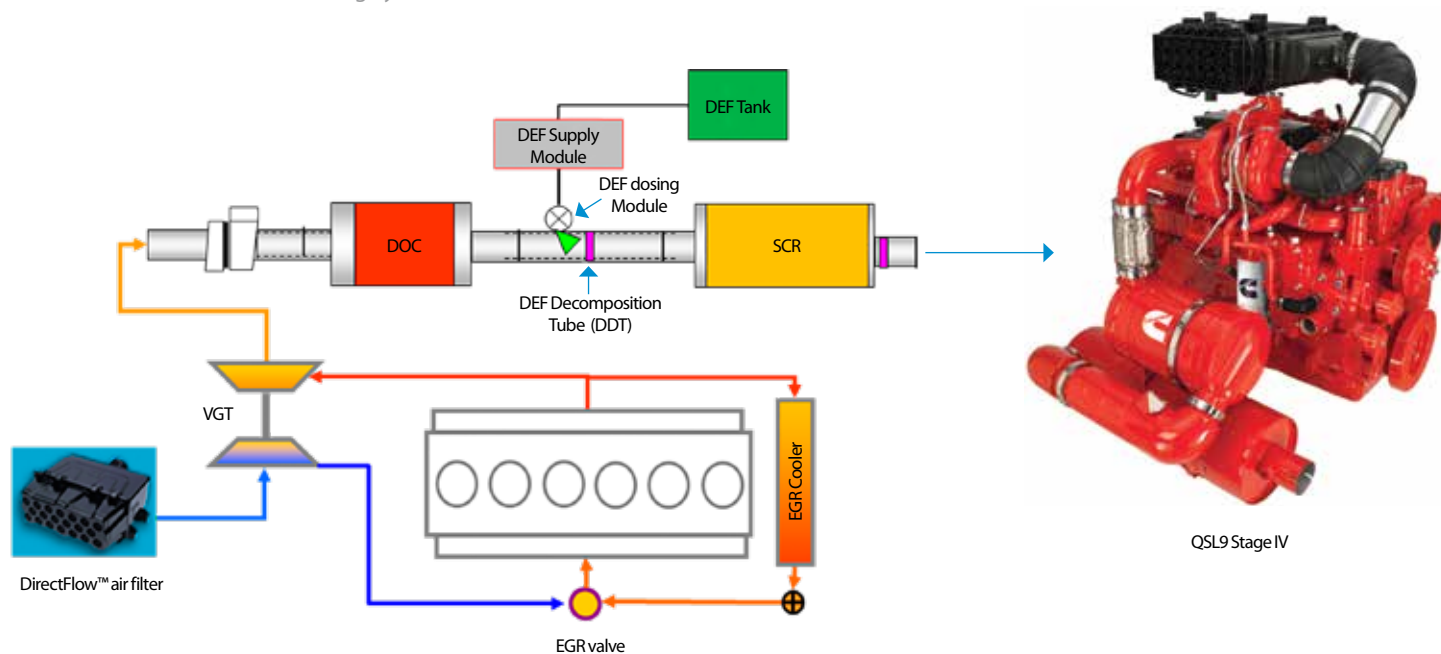 DEF Tank
DEF Supply
Module
DEF dosing
Module
DOC
SCR
DEF Decomposition
Tube (DDT)
VGT
EGR Cooler
DirectFlow™ air filter
EGR valve
QSL9 Stage IV